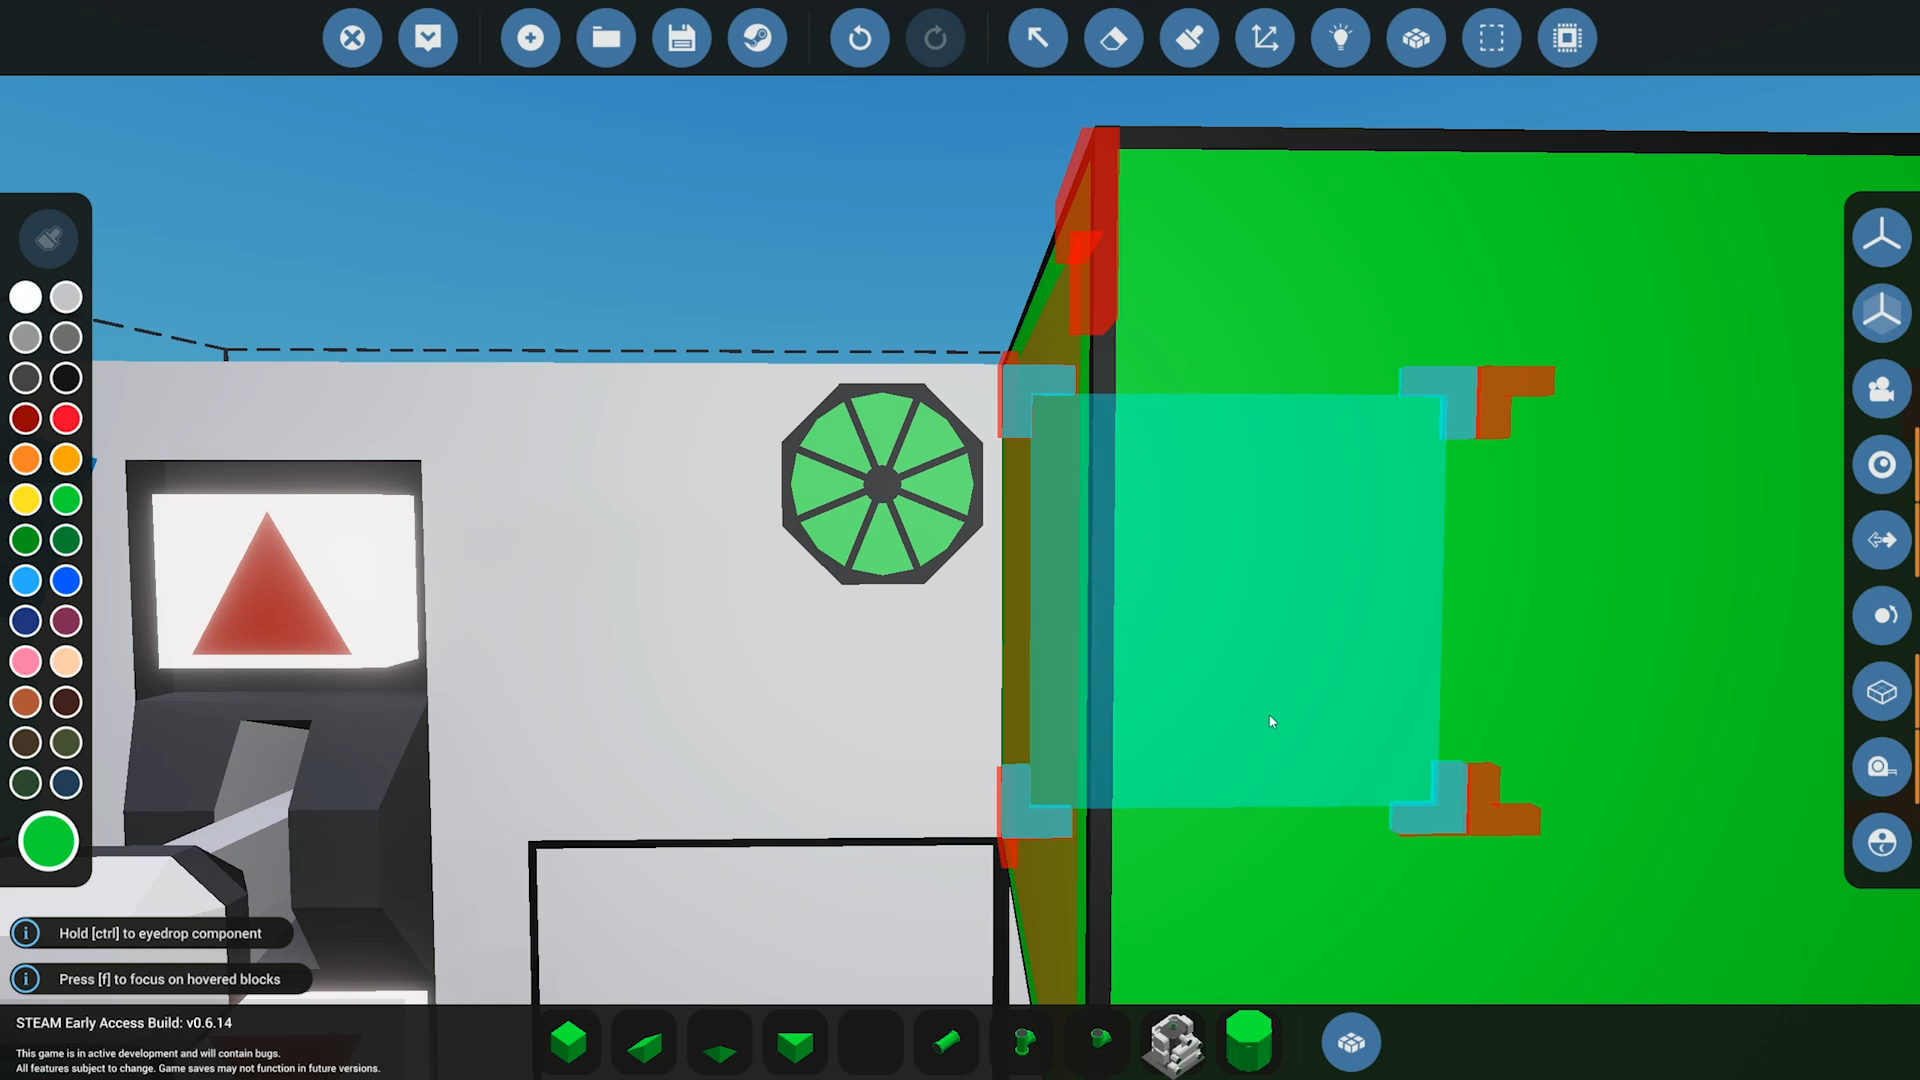 Hold [ctrl] to eyedrop component
Press [f] to focus on hovered blocks
STEAM Early Access Build: v0.6.14
This game is in active development and will contain bugs.
All features subject to change. Game saves may not function in future versions.